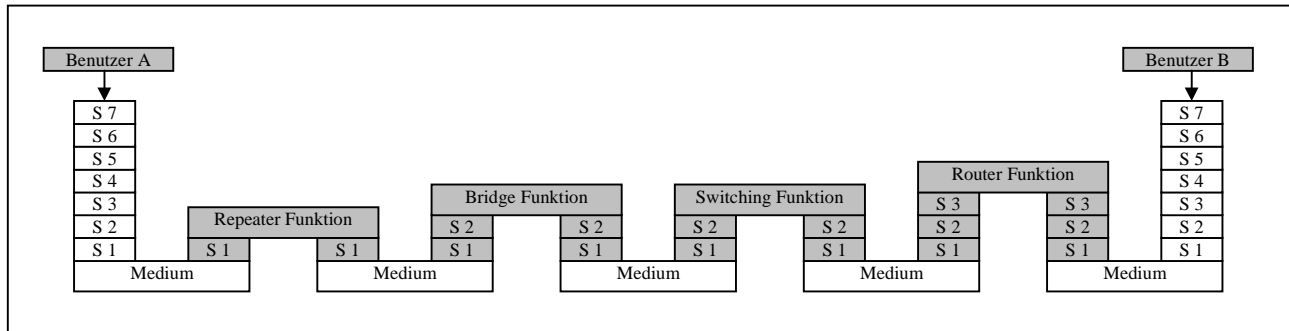 Benutzer A Benutzer B
S 7 S 7
S 6 S 6
S 5 Router Funktion S 5
S 4 Bridge Funktion Switching Funktion S 4
S 3 S 3 S 3 S 3
Repeater Funktion
S 2 S 2 S 2 S 2 S 2 S 2 S 2 S 2
S 1 S 1 S 1 S 1 S 1 S 1 S 1 S 1 S 1 S 1
Medium Medium Medium Medium Medium